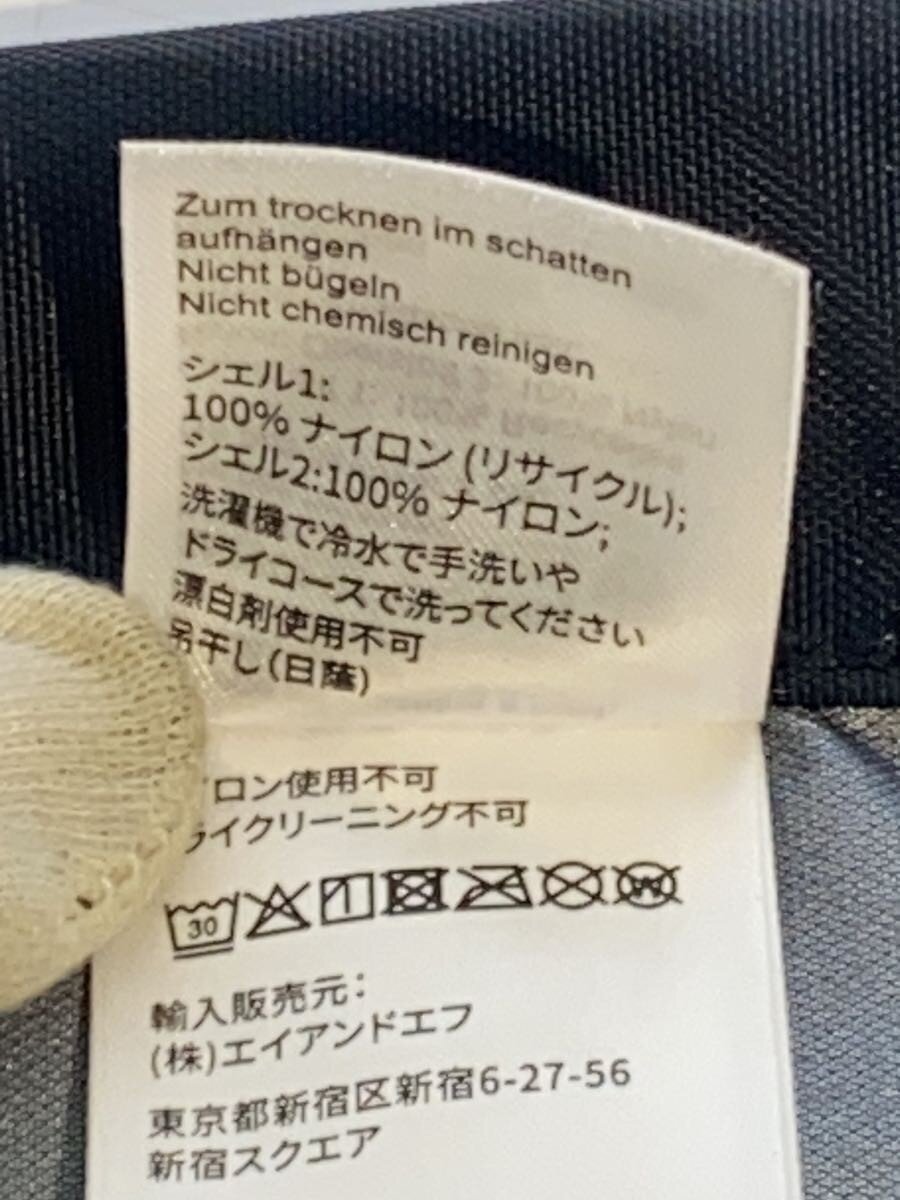 Zum trocknen im schatten
aufhängen
Nicht bügeln
Nicht chemisch reinigen
シェル1:
100% ナイロン (リサイクル);
シェル2:100% ナイロン;
洗濯機で冷水で手洗いや
ドライコースで洗ってください
漂白剤使用不可
吊干し(日蔭)
イロン使用不可
ライクリーニング不可
30
W
輸入販売元:
(株)エイアンドエフ
東京都新宿区新宿6-27-56
新宿スクエア